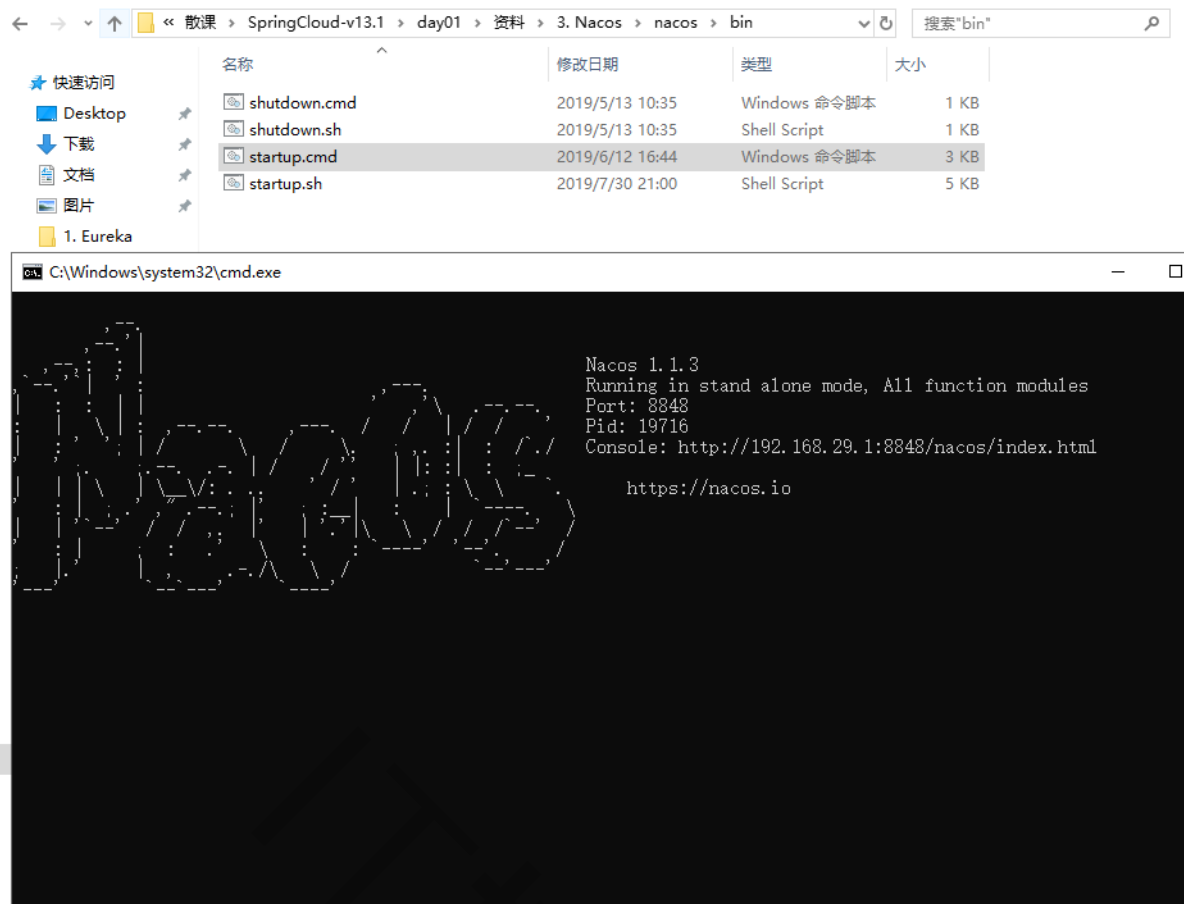 « 散课 › SpringCloud-v13.1 › day01 › 资料 › 3. Nacos › nacos › bin
搜索"bin"
名称 修改日期 类型 大小
快速访问
Desktop
下载
文档
图片
1. Eureka
shutdown.cmd 2019/5/13 10:35 Windows 命令脚本 1 KB
shutdown.sh 2019/5/13 10:35 Shell Script 1 KB
startup.cmd 2019/6/12 16:44 Windows 命令脚本 3 KB
startup.sh 2019/7/30 21:00 Shell Script 5 KB
C:\Windows\system32\cmd.exe
Nacos 1.1.3
Running in stand alone mode, All function modules
Port: 8848
Pid: 19716
Console: http://192.168.29.1:8848/nacos/index.html
https://nacos.io